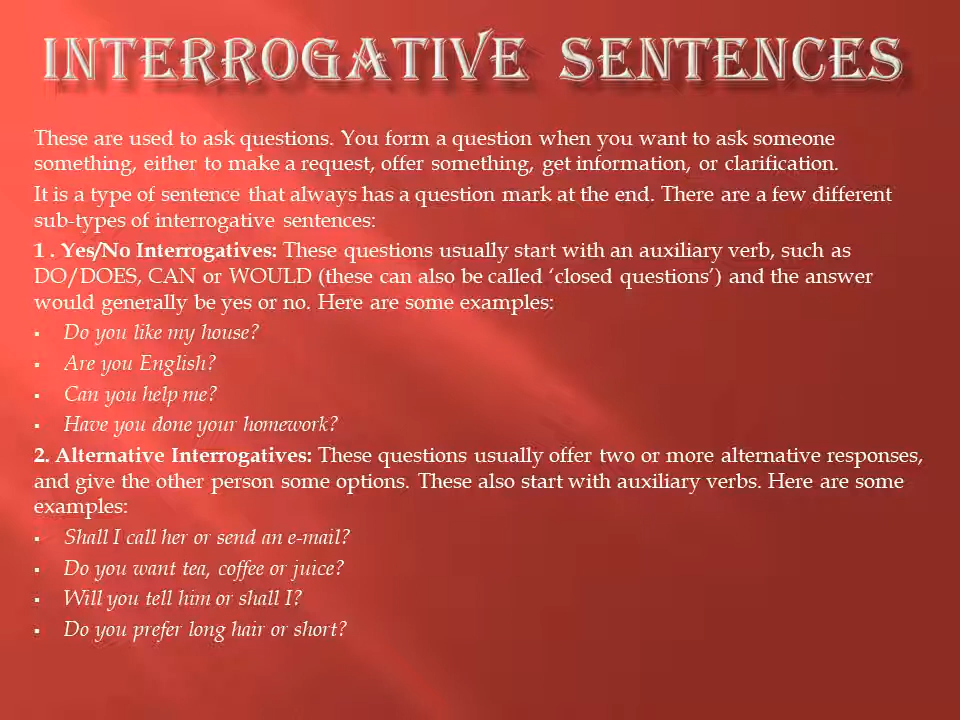 INTERROGATIVE SENTENCES
These are used to ask questions. You form a question when you want to ask someone
something, either to make a request, offer something, get information, or clarification.
It is a type of sentence that always has a question mark at the end. There are a few different
sub-types of interrogative sentences:
1 . Yes/No Interrogatives: These questions usually start with an auxiliary verb, such as
DO/DOES, CAN or WOULD (these can also be called ‘closed questions’) and the answer
would generally be yes or no. Here are some examples:
▪ Do you like my house?
▪ Are you English?
▪ Can you help me?
▪ Have you done your homework?
2. Alternative Interrogatives: These questions usually offer two or more alternative responses,
and give the other person some options. These also start with auxiliary verbs. Here are some
examples:
▪ Shall I call her or send an e-mail?
▪ Do you want tea, coffee or juice?
▪ Will you tell him or shall I?
▪ Do you prefer long hair or short?